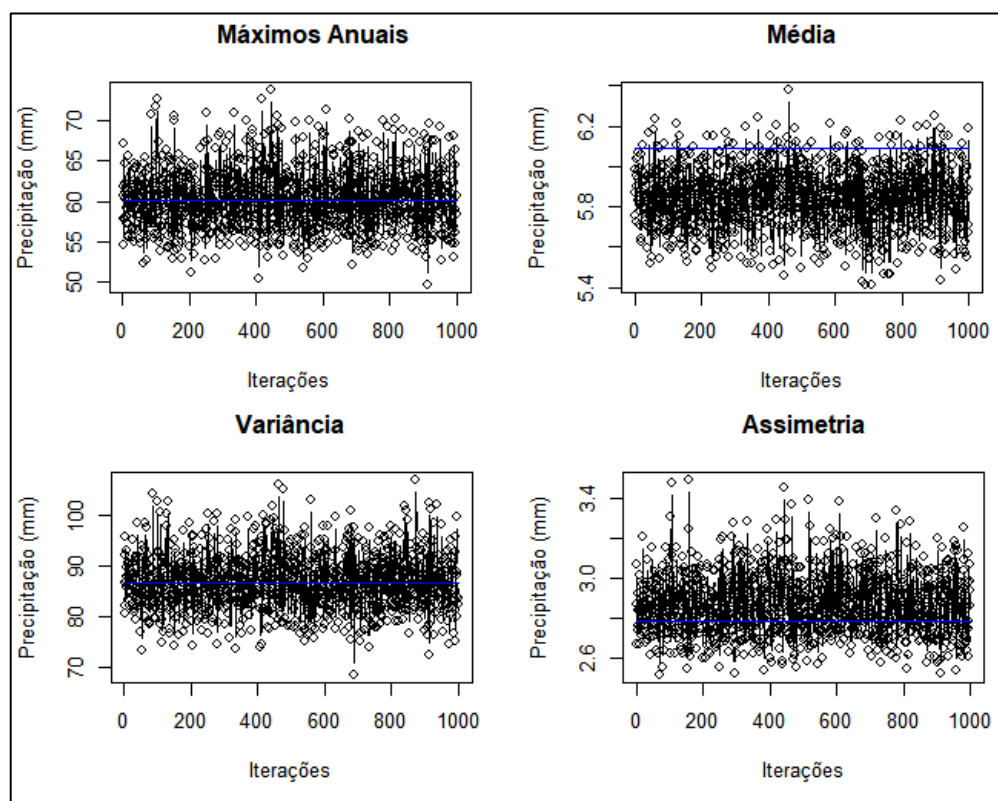 Máximos Anuais
Precipitação (mm)
70
65
60
55
50
0 200 400 600 800 1000
Iterações
Média
Precipitação (mm)
6.2
5.8
5.4
0 200 400 600 800 1000
Iterações
Variância
Precipitação (mm)
100
90
80
70
0 200 400 600 800 1000
Iterações
Assimetria
Precipitação (mm)
3.4
3.0
2.6
0 200 400 600 800 1000
Iterações